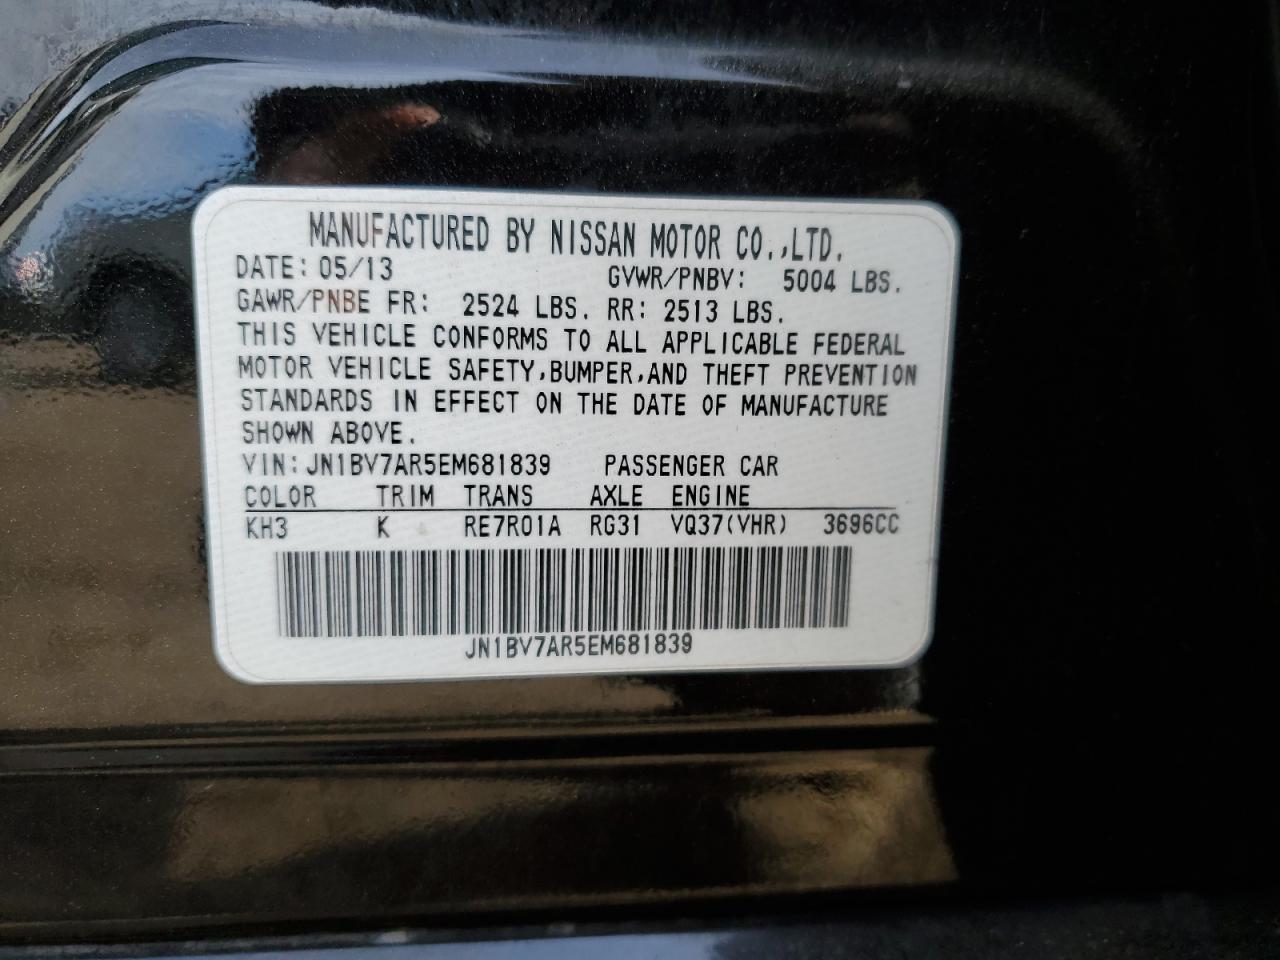 MANUFACTURED BY NISSAN MOTOR CO.,LTD.
DATE: 05/13 GVWR/PNBV: 5004 LBS.
GAWR/PNBE FR: 2524 LBS. RR: 2513 LBS.
THIS VEHICLE CONFORMS TO ALL APPLICABLE FEDERAL
MOTOR VEHICLE SAFETY,BUMPER,AND THEFT PREVENTION
STANDARDS IN EFFECT ON THE DATE OF MANUFACTURE
SHOWN ABOVE.
VIN: JN1BV7AR5EM681839 PASSENGER CAR
COLOR TRIM TRANS AXLE ENGINE
KH3 K RE7R01A RG31 VQ37(VHR) 3696CC
JN1BV7AR5EM681839